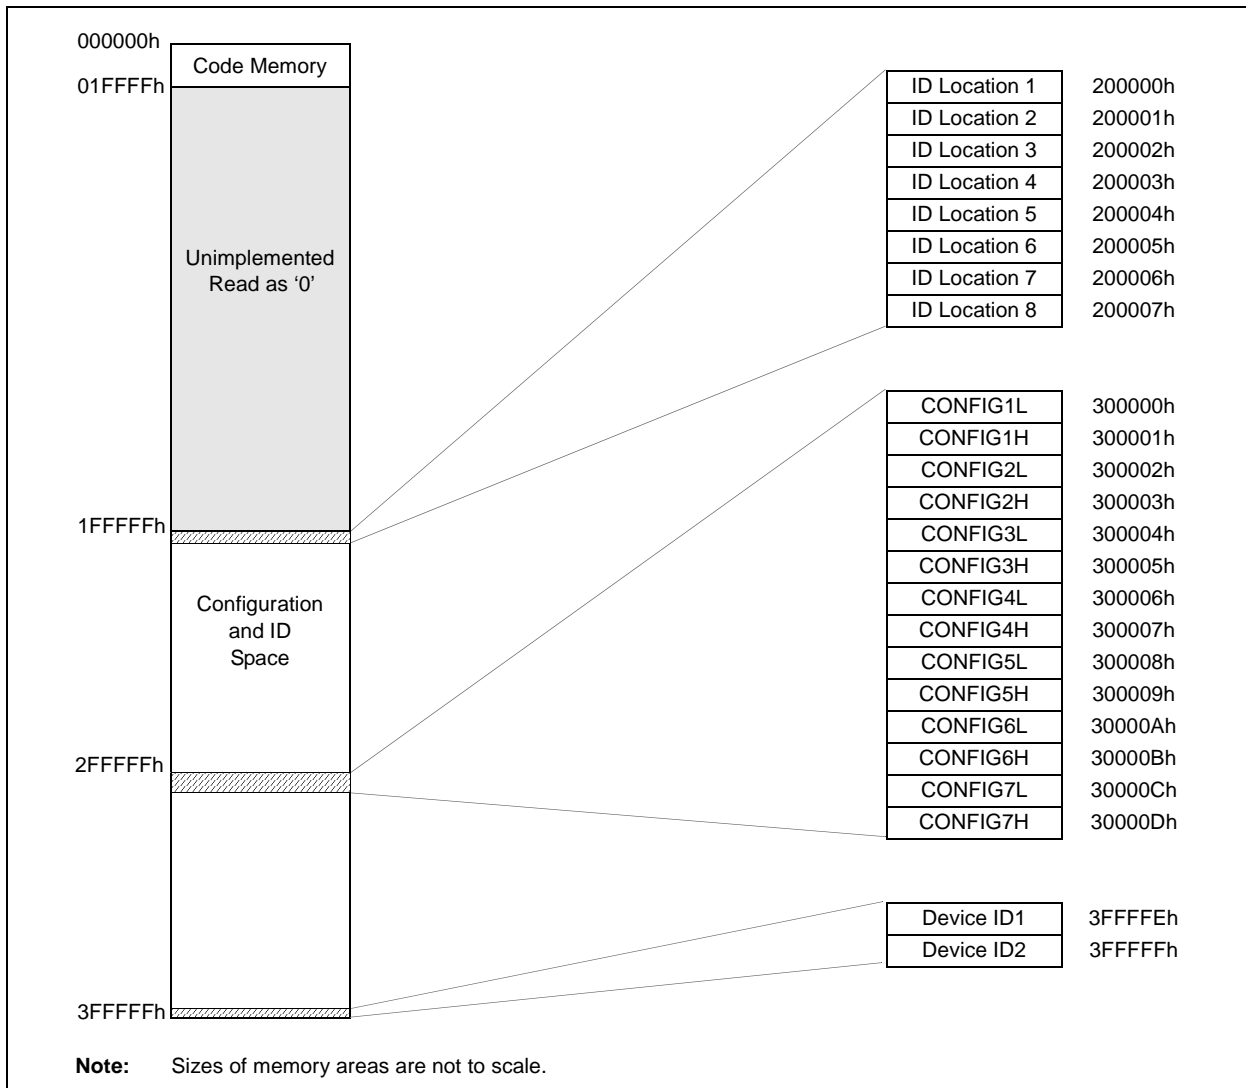 000000h
Code Memory
01FFFFh
Unimplemented
Read as ‘0’
1FFFFFh
Configuration
and ID
Space
2FFFFFh
3FFFFFh
ID Location 1 200000h
ID Location 2 200001h
ID Location 3 200002h
ID Location 4 200003h
ID Location 5 200004h
ID Location 6 200005h
ID Location 7 200006h
ID Location 8 200007h
CONFIG1L 300000h
CONFIG1H 300001h
CONFIG2L 300002h
CONFIG2H 300003h
CONFIG3L 300004h
CONFIG3H 300005h
CONFIG4L 300006h
CONFIG4H 300007h
CONFIG5L 300008h
CONFIG5H 300009h
CONFIG6L 30000Ah
CONFIG6H 30000Bh
CONFIG7L 30000Ch
CONFIG7H 30000Dh
Device ID1 3FFFFEh
Device ID2 3FFFFFh
Note: Sizes of memory areas are not to scale.